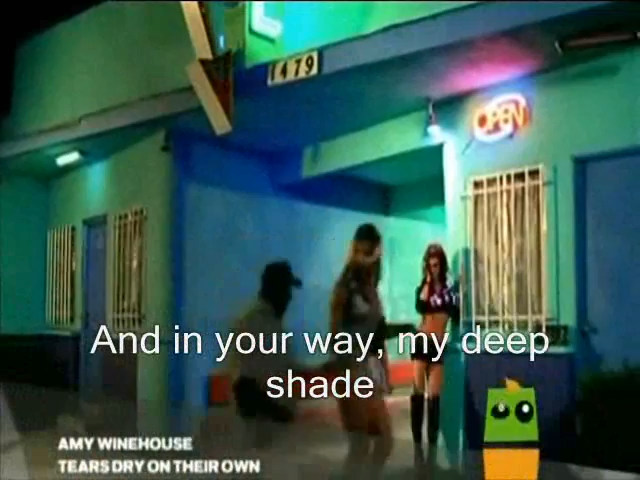 1479
OPEN
And in your way, my deep
shade
AMY WINEHOUSE
TEARS DRY ON THEIR OWN